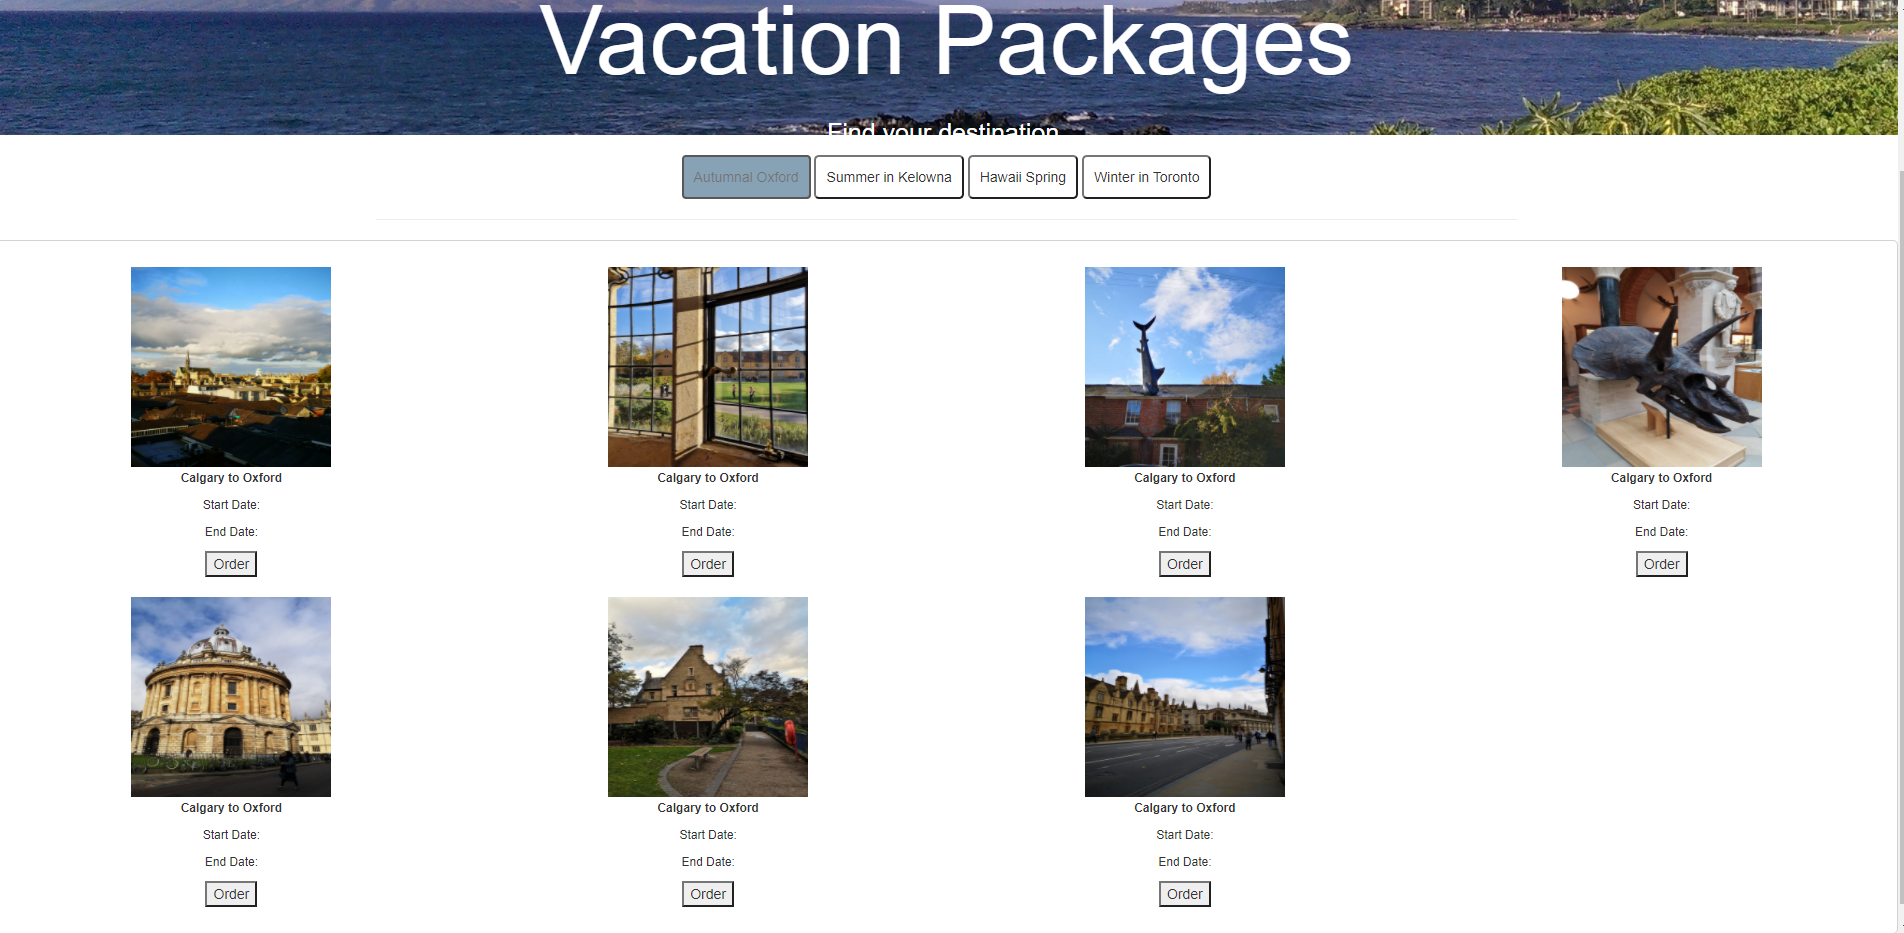 Vacation Packages
Find your destination
Autumnal Oxford Summer in Kelowna Hawaii Spring Winter in Toronto
Calgary to Oxford Calgary to Oxford Calgary to Oxford Calgary to Oxford
Start Date: Start Date: Start Date: Start Date:
End Date: End Date: End Date: End Date:
Order Order Order Order
Calgary to Oxford Calgary to Oxford Calgary to Oxford
Start Date: Start Date: Start Date:
End Date: End Date: End Date:
Order Order Order